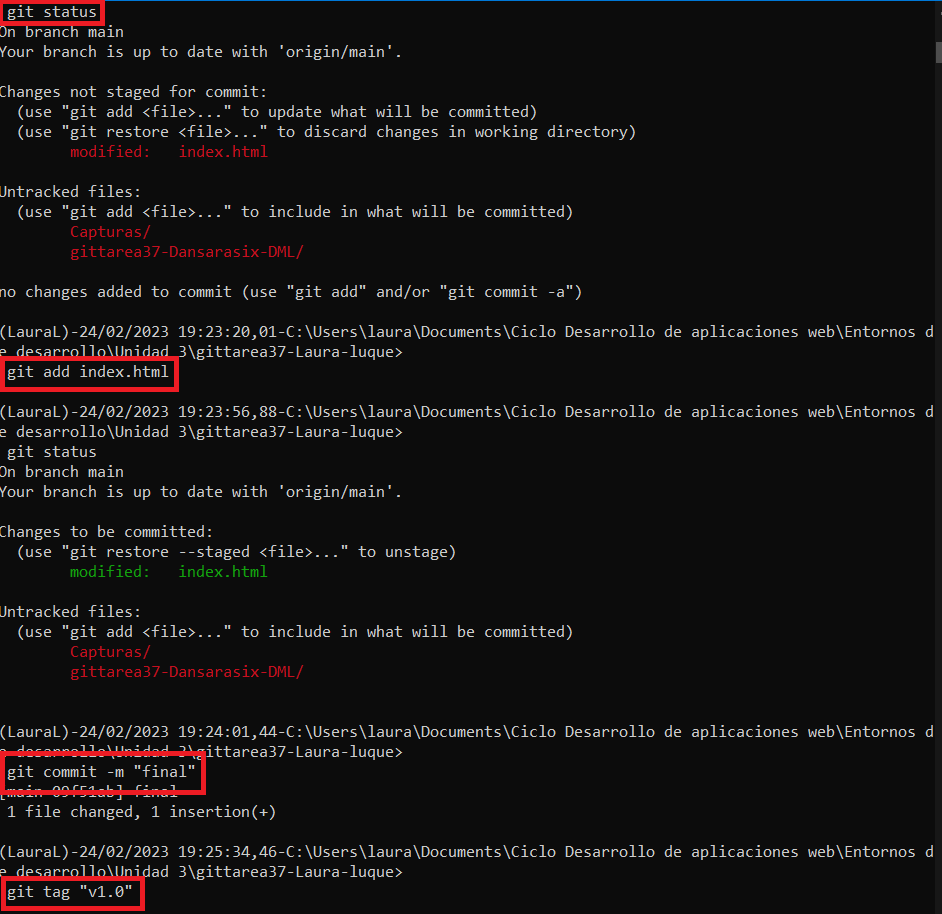 git status
On branch main
Your branch is up to date with 'origin/main'.
Changes not staged for commit:
(use "git add <file>..." to update what will be committed)
(use "git restore <file>..." to discard changes in working directory)
modified: index.html
Untracked files:
(use "git add <file>..." to include in what will be committed)
Capturas/
gittarea37-Dansarasix-DML/
no changes added to commit (use "git add" and/or "git commit -a")
(LauraL)-24/02/2023 19:23:20,01-C:\Users\laura\Documents\Ciclo Desarrollo de aplicaciones web\Entornos d
e desarrollo\Unidad 3\gittarea37-Laura-luque>
git add index.html
(LauraL)-24/02/2023 19:23:56,88-C:\Users\laura\Documents\Ciclo Desarrollo de aplicaciones web\Entornos d
e desarrollo\Unidad 3\gittarea37-Laura-luque>
git status
On branch main
Your branch is up to date with 'origin/main'.
Changes to be committed:
(use "git restore --staged <file>..." to unstage)
modified: index.html
Untracked files:
(use "git add <file>..." to include in what will be committed)
Capturas/
gittarea37-Dansarasix-DML/
(LauraL)-24/02/2023 19:24:01,44-C:\Users\laura\Documents\Ciclo Desarrollo de aplicaciones web\Entornos d
e desarrollo\Unidad 3\gittarea37-Laura-luque>
git commit -m "final"
[main 09f51ab] final
1 file changed, 1 insertion(+)
(LauraL)-24/02/2023 19:25:34,46-C:\Users\laura\Documents\Ciclo Desarrollo de aplicaciones web\Entornos d
e desarrollo\Unidad 3\gittarea37-Laura-luque>
git tag "v1.0"